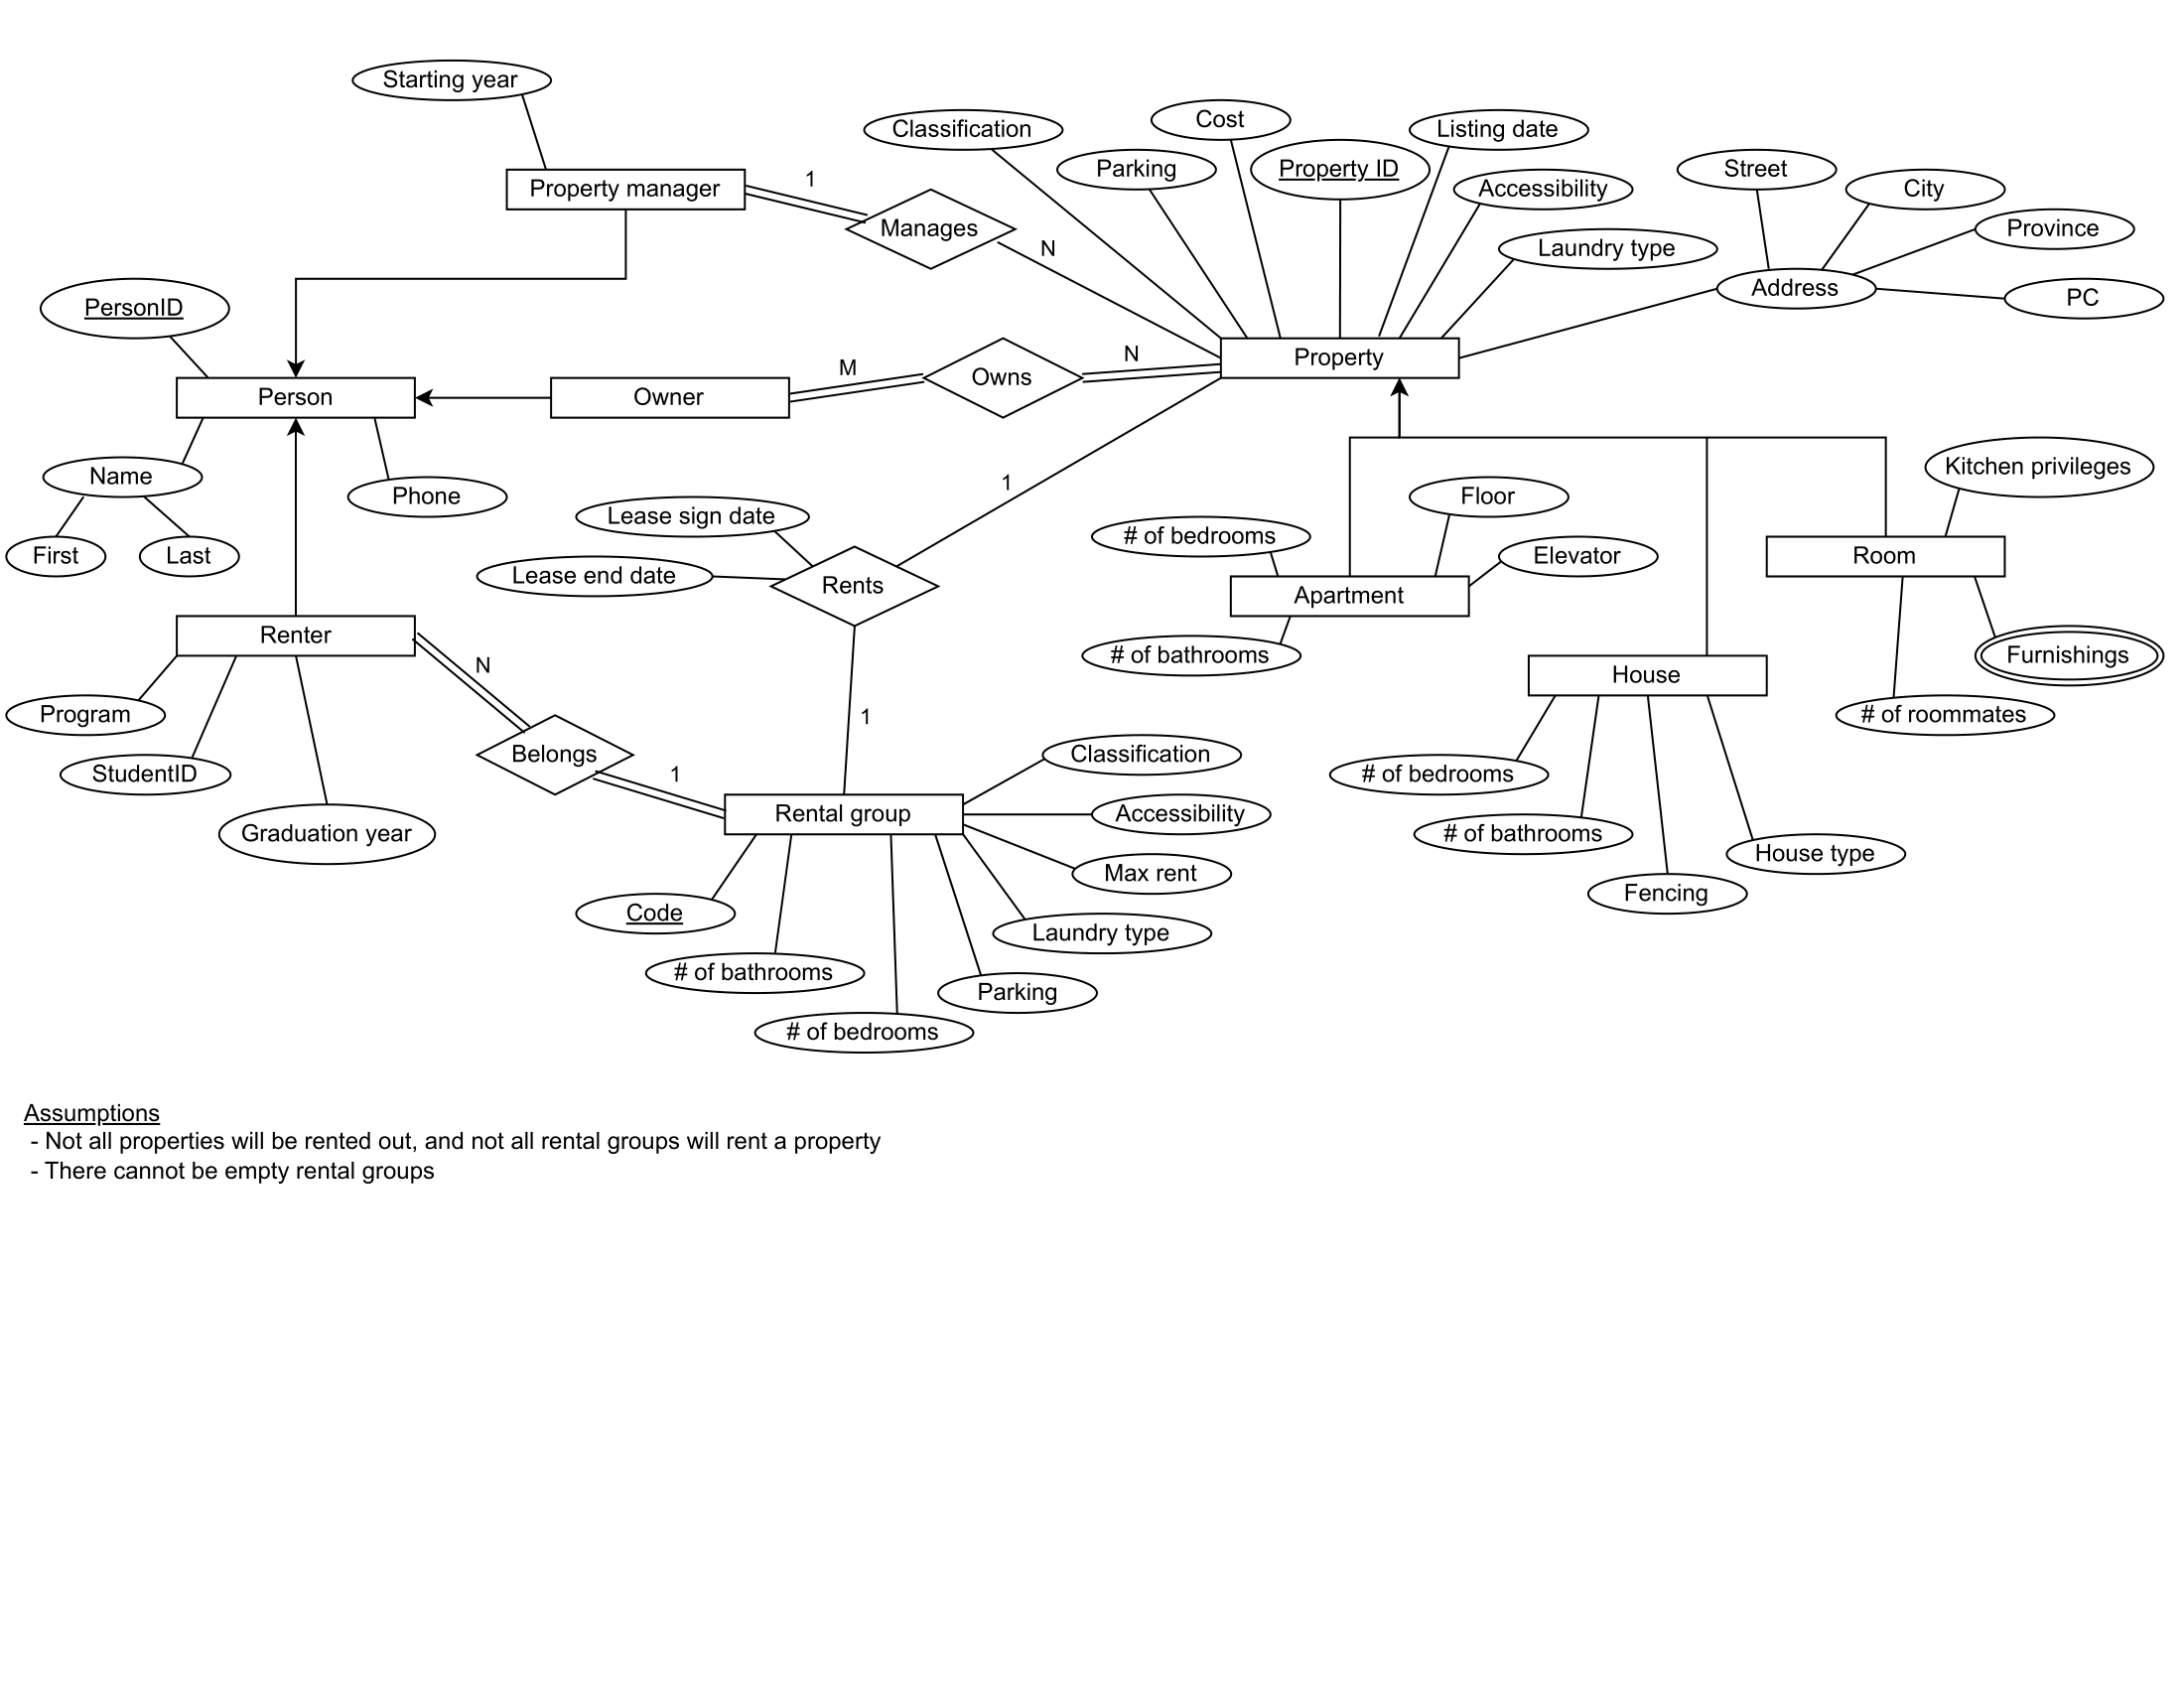 Starting year
Cost
Classification
Listing date
Parking
Property ID
Street
Property manager
1
Accessibility
City
Manages
Province
N
Laundry type
Address
PC
PersonID
Property
N
M
Owns
Person
Owner
Kitchen privileges
Name
1
Phone
Floor
Lease sign date
# of bedrooms
First
Last
Elevator
Room
Lease end date
Rents
Apartment
Renter
N
# of bathrooms
Furnishings
House
Program
1
# of roommates
Belongs
Classification
StudentID
1
# of bedrooms
Rental group
Accessibility
Graduation year
# of bathrooms
House type
Max rent
Fencing
Code
Laundry type
# of bathrooms
Parking
# of bedrooms
Assumptions
- Not all properties will be rented out, and not all rental groups will rent a property
- There cannot be empty rental groups